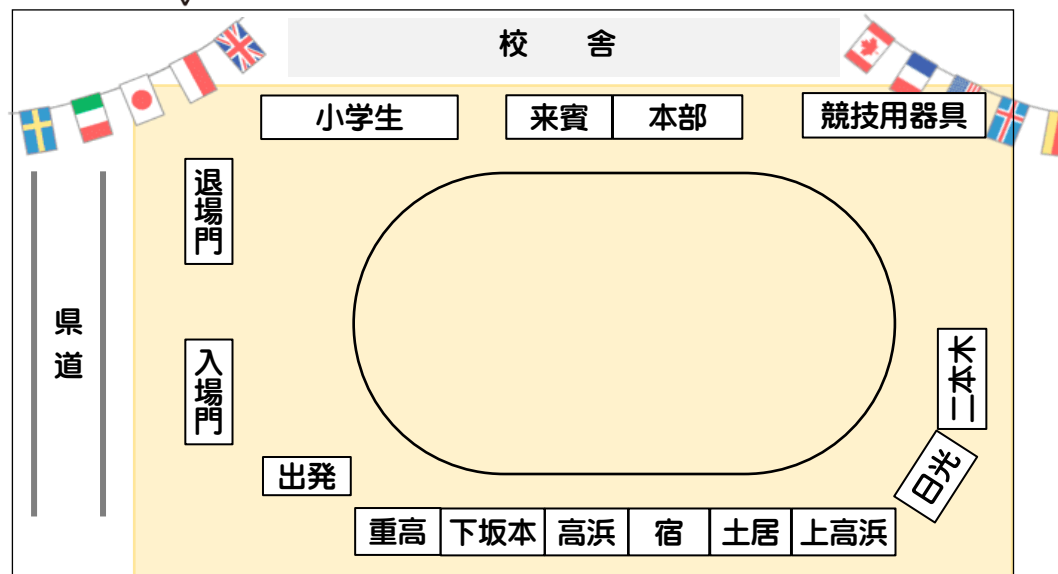 校　舎
小学生
来賓
本部
競技用器具
退場門
県道
入場門
二本木
日光
出発
重高
下坂本
高浜
宿
土居
上高浜